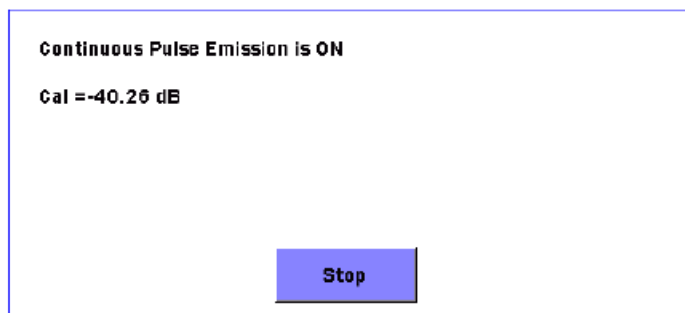 Continuous Pulse Emission is ON
Cal =-40.26 dB
Stop